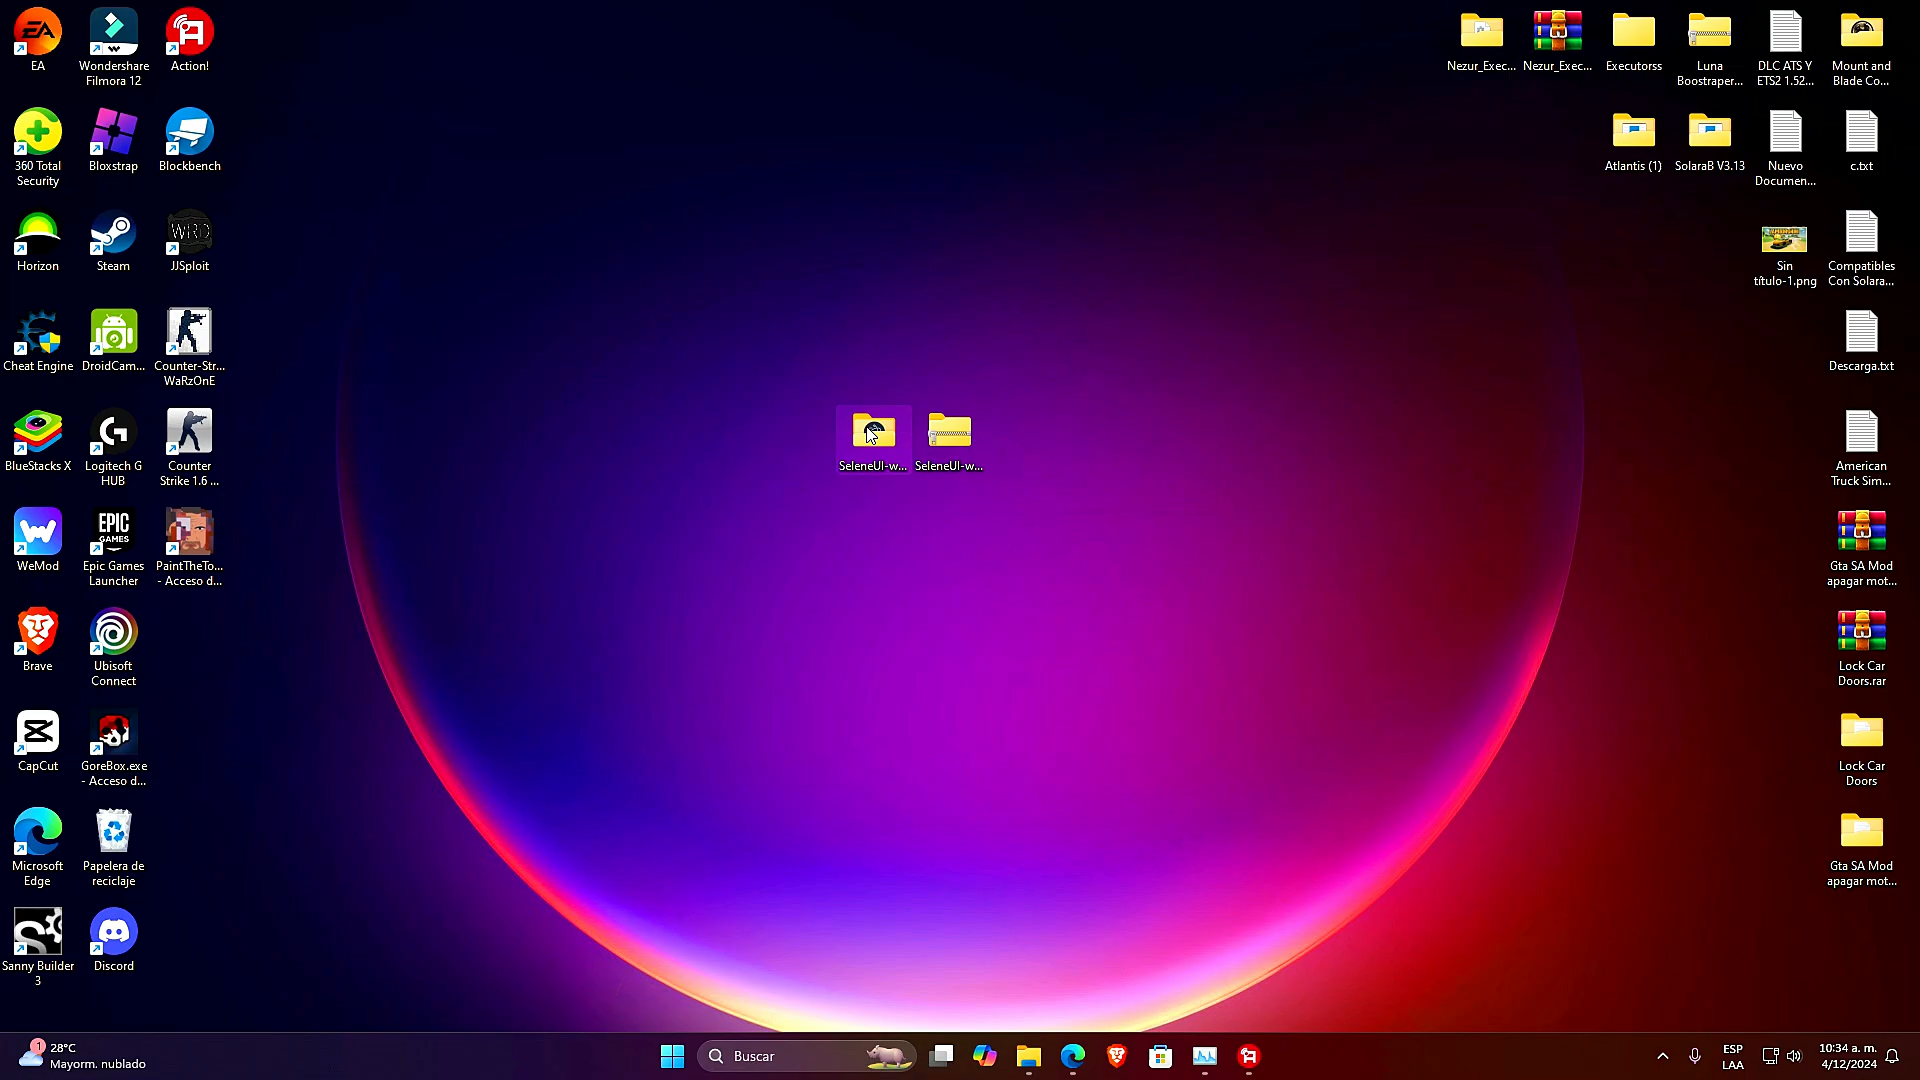 EA
Wondershare
Filmora 12
Action!
360 Total
Security
Bloxstrap
Blockbench
Horizon
Steam
WRD
JJSploit
Cheat Engine
DroidCam...
Counter-Str...
WaRzOnE
BlueStacks X
Logitech G
HUB
Counter
Strike 1.6 ...
WeMod
EPIC
GAMES
Epic Games
Launcher
PaintTheTo...
- Acceso d...
Brave
Ubisoft
Connect
CapCut
GoreBox.exe
- Acceso d...
Microsoft
Edge
Papelera de
reciclaje
Sanny Builder
3
Discord
SeleneUI-w...
SeleneUI-w...
Nezur_Exec...
Nezur_Exec...
Executorss
Luna
Boostraper...
DLC ATS Y
ETS2 1.52...
Mount and
Blade Co...
Atlantis (1)
SolaraB V3.13
Nuevo
Documen...
c.txt
Sin
título-1.png
Compatibles
Con Solara...
Descarga.txt
American
Truck Sim...
Gta SA Mod
apagar mot...
Lock Car
Doors.rar
Lock Car
Doors
Gta SA Mod
apagar mot...
1
28°C
Mayorm. nublado
Buscar
ESP
LAA
10:34 a. m.
4/12/2024